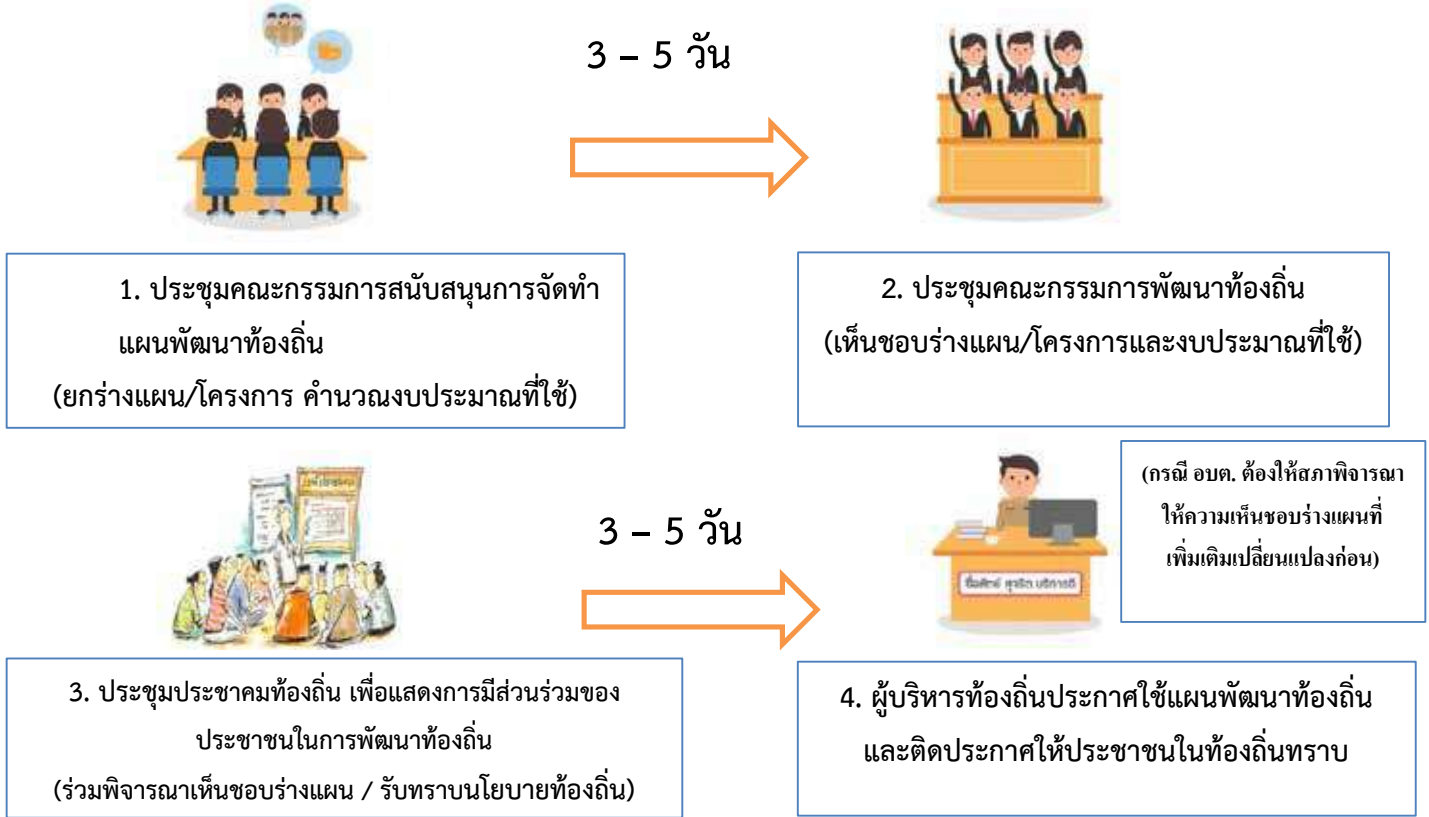 3 – 5 วัน
1. ประชุมคณะกรรมการสนับสนุนการจัดทำ
แผนพัฒนาท้องถิ่น
(ยกร่างแผน/โครงการ คำนวณงบประมาณที่ใช้)
2. ประชุมคณะกรรมการพัฒนาท้องถิ่น
(เห็นชอบร่างแผน/โครงการและงบประมาณที่ใช้)
3 – 5 วัน
ซื่อสัตย์ สุจริต บริการดี
(กรณี อบต. ต้องให้สภาพิจารณา
ให้ความเห็นชอบร่างแผนที่
เพิ่มเติมเปลี่ยนแปลงก่อน)
3. ประชุมประชาคมท้องถิ่น เพื่อแสดงการมีส่วนร่วมของ
ประชาชนในการพัฒนาท้องถิ่น
(ร่วมพิจารณาเห็นชอบร่างแผน / รับทราบนโยบายท้องถิ่น)
4. ผู้บริหารท้องถิ่นประกาศใช้แผนพัฒนาท้องถิ่น
และติดประกาศให้ประชาชนในท้องถิ่นทราบ